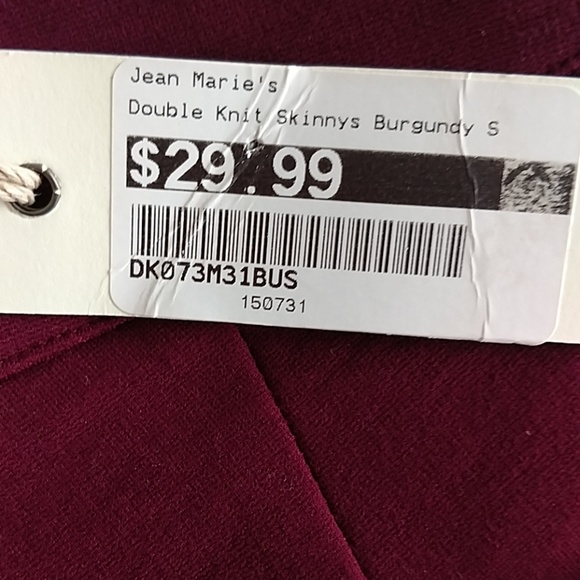 Jean Marie's
Double Knit Skinnys Burgundy S
$29.99
DK073M31BUS
150731